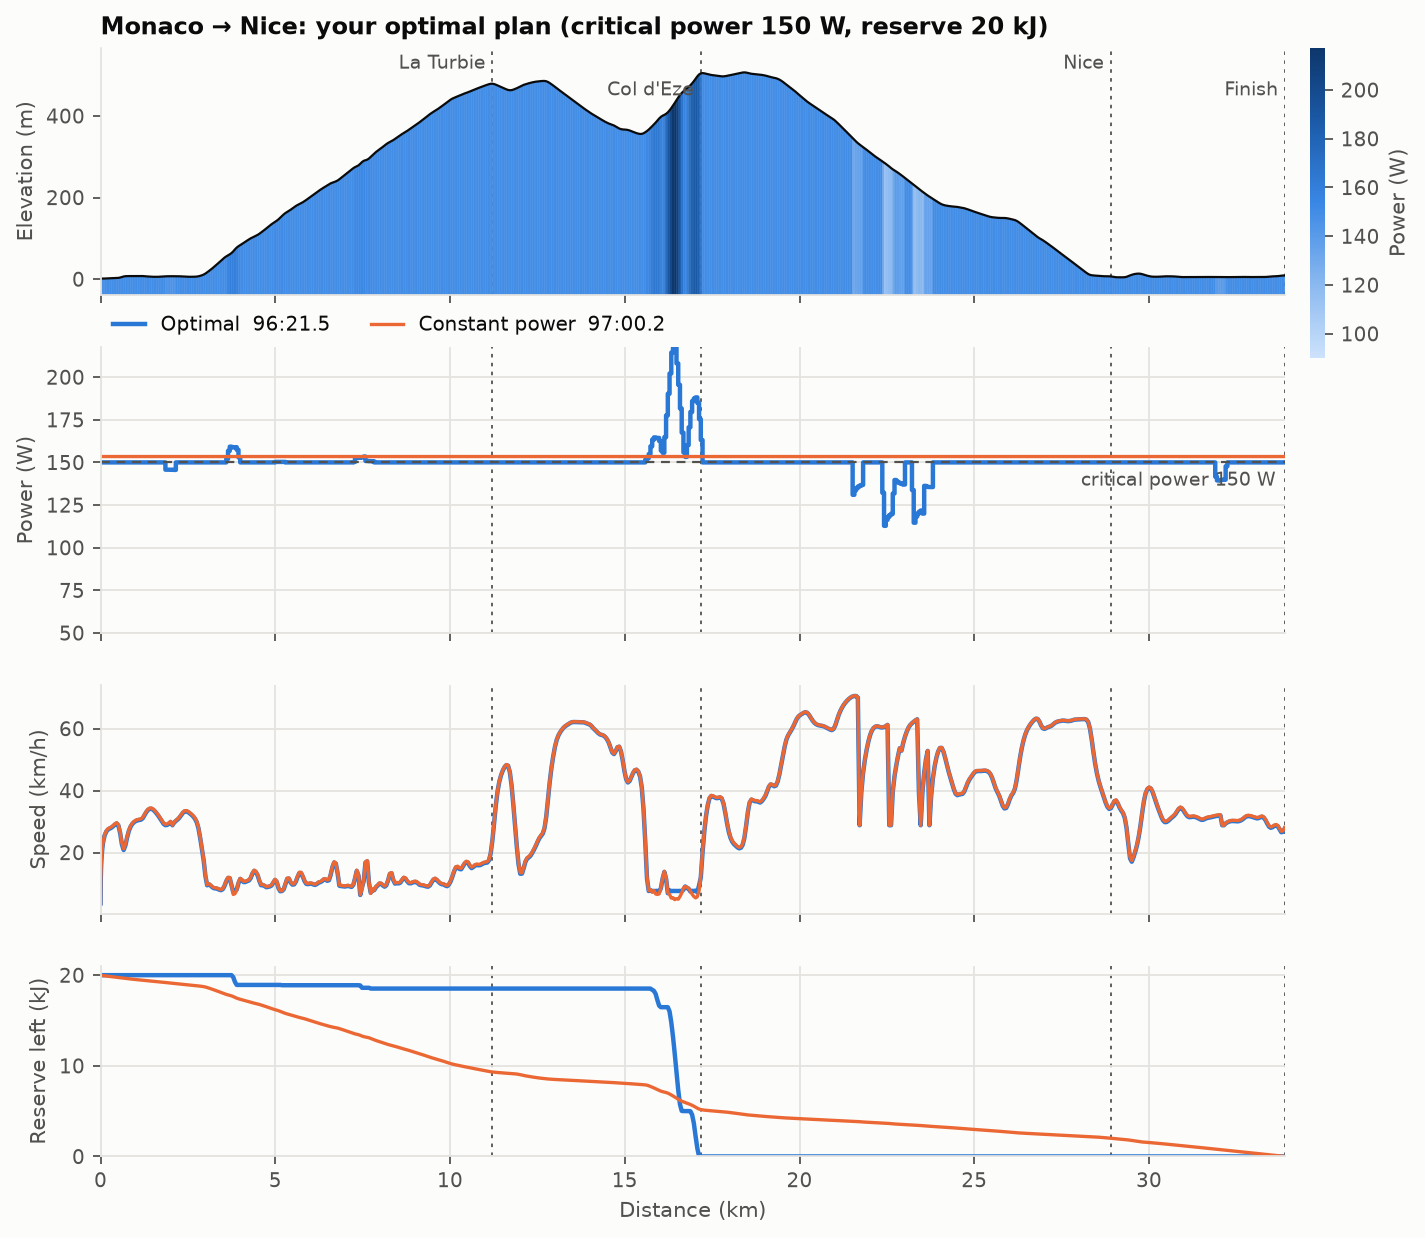 Monaco → Nice: your optimal plan (critical power 150 W, reserve 20 kJ)
La Turbie
Col d'Eze
Nice
Finish
Elevation (m)
400
200
0
200
180
160
140
120
100
Power (W)
Optimal 96:21.5
Constant power 97:00.2
Power (W)
200
175
150
125
100
75
50
critical power 150 W
Speed (km/h)
60
40
20
Reserve left (kJ)
20
10
0
0 5 10 15 20 25 30
Distance (km)